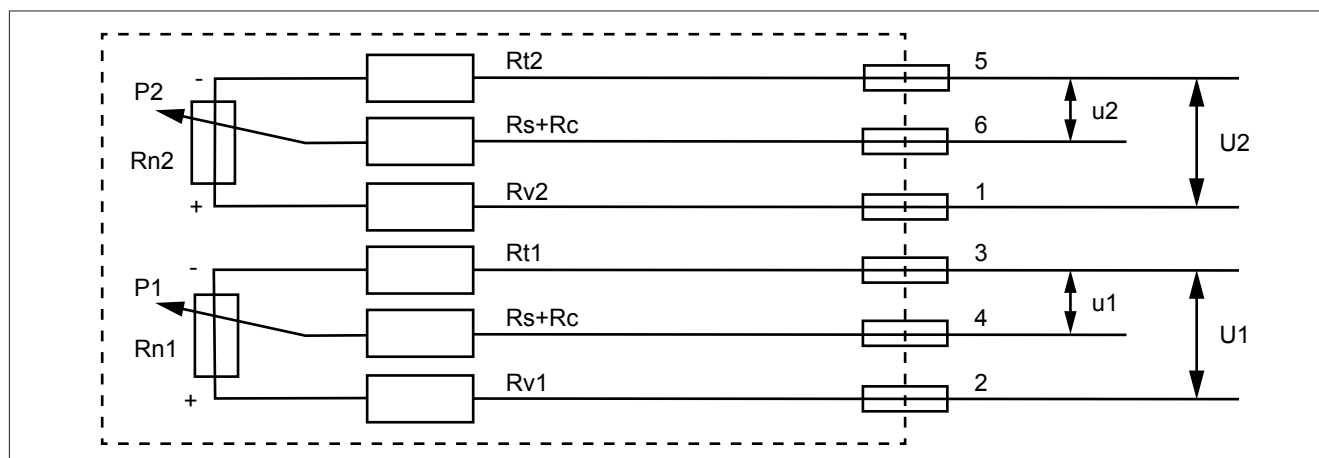 Rt2 5
-
P2
Rs+Rc 6 u2
Rn2 U2
Rv2 1
+
Rt1 3
-
P1
Rs+Rc 4 u1
Rn1 U1
Rv1 2
+